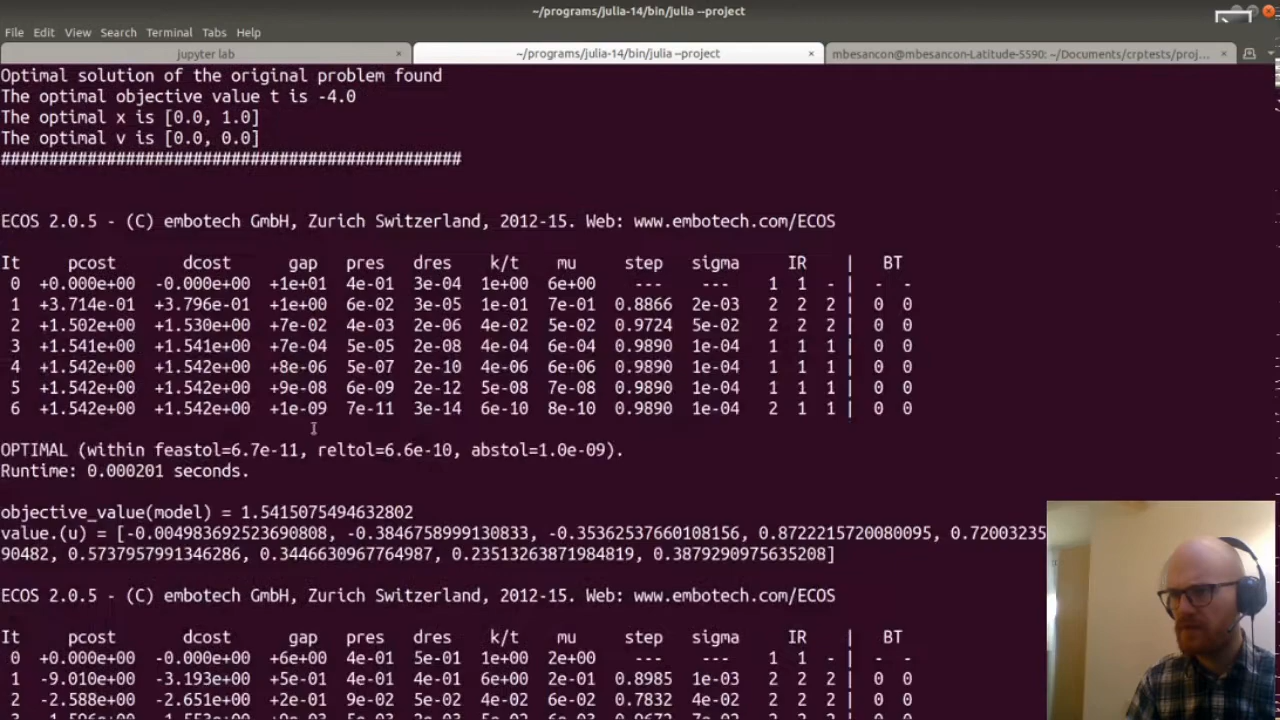 ~/programs/julia-14/bin/julia --project
File Edit View Search Terminal Tabs Help
jupyter lab × ~/programs/julia-14/bin/julia --project × mbesancon@mbesancon-Latitude-5590: ~/Documents/crptests/proj... ×
Optimal solution of the original problem found
The optimal objective value t is -4.0
The optimal x is [0.0, 1.0]
The optimal v is [0.0, 0.0]
################################################
ECOS 2.0.5 - (C) embotech GmbH, Zurich Switzerland, 2012-15. Web: www.embotech.com/ECOS
It pcost dcost gap pres dres k/t mu step sigma IR | BT
0 +0.000e+00 -0.000e+00 +1e+01 4e-01 3e-04 1e+00 6e+00 --- --- 1 1 - | - -
1 +3.714e-01 +3.796e-01 +1e+00 6e-02 3e-05 1e-01 7e-01 0.8866 2e-03 2 2 2 | 0 0
2 +1.502e+00 +1.530e+00 +7e-02 4e-03 2e-06 4e-02 5e-02 0.9724 5e-02 2 2 2 | 0 0
3 +1.541e+00 +1.541e+00 +7e-04 5e-05 2e-08 4e-04 6e-04 0.9890 1e-04 1 1 1 | 0 0
4 +1.542e+00 +1.542e+00 +8e-06 5e-07 2e-10 4e-06 6e-06 0.9890 1e-04 1 1 1 | 0 0
5 +1.542e+00 +1.542e+00 +9e-08 6e-09 2e-12 5e-08 7e-08 0.9890 1e-04 1 1 1 | 0 0
6 +1.542e+00 +1.542e+00 +1e-09 7e-11 3e-14 6e-10 8e-10 0.9890 1e-04 2 1 1 | 0 0
OPTIMAL (within feastol=6.7e-11, reltol=6.6e-10, abstol=1.0e-09).
Runtime: 0.000201 seconds.
objective_value(model) = 1.5415075494632802
value.(u) = [-0.004983692523690808, -0.3846758999130833, -0.35362537660108156, 0.8722215720080095, 0.72003235
90482, 0.5737957991346286, 0.3446630967764987, 0.23513263871984819, 0.3879290975635208]
ECOS 2.0.5 - (C) embotech GmbH, Zurich Switzerland, 2012-15. Web: www.embotech.com/ECOS
It pcost dcost gap pres dres k/t mu step sigma IR | BT
0 +0.000e+00 -0.000e+00 +6e+00 4e-01 5e-01 1e+00 2e+00 --- --- 1 1 - | - -
1 -9.010e+00 -3.193e+00 +5e-01 4e-01 4e-01 6e+00 2e-01 0.8985 1e-03 2 2 2 | 0 0
2 -2.588e+00 -2.651e+00 +2e-01 9e-02 5e-02 4e-02 6e-02 0.7832 4e-02 2 2 2 | 0 0